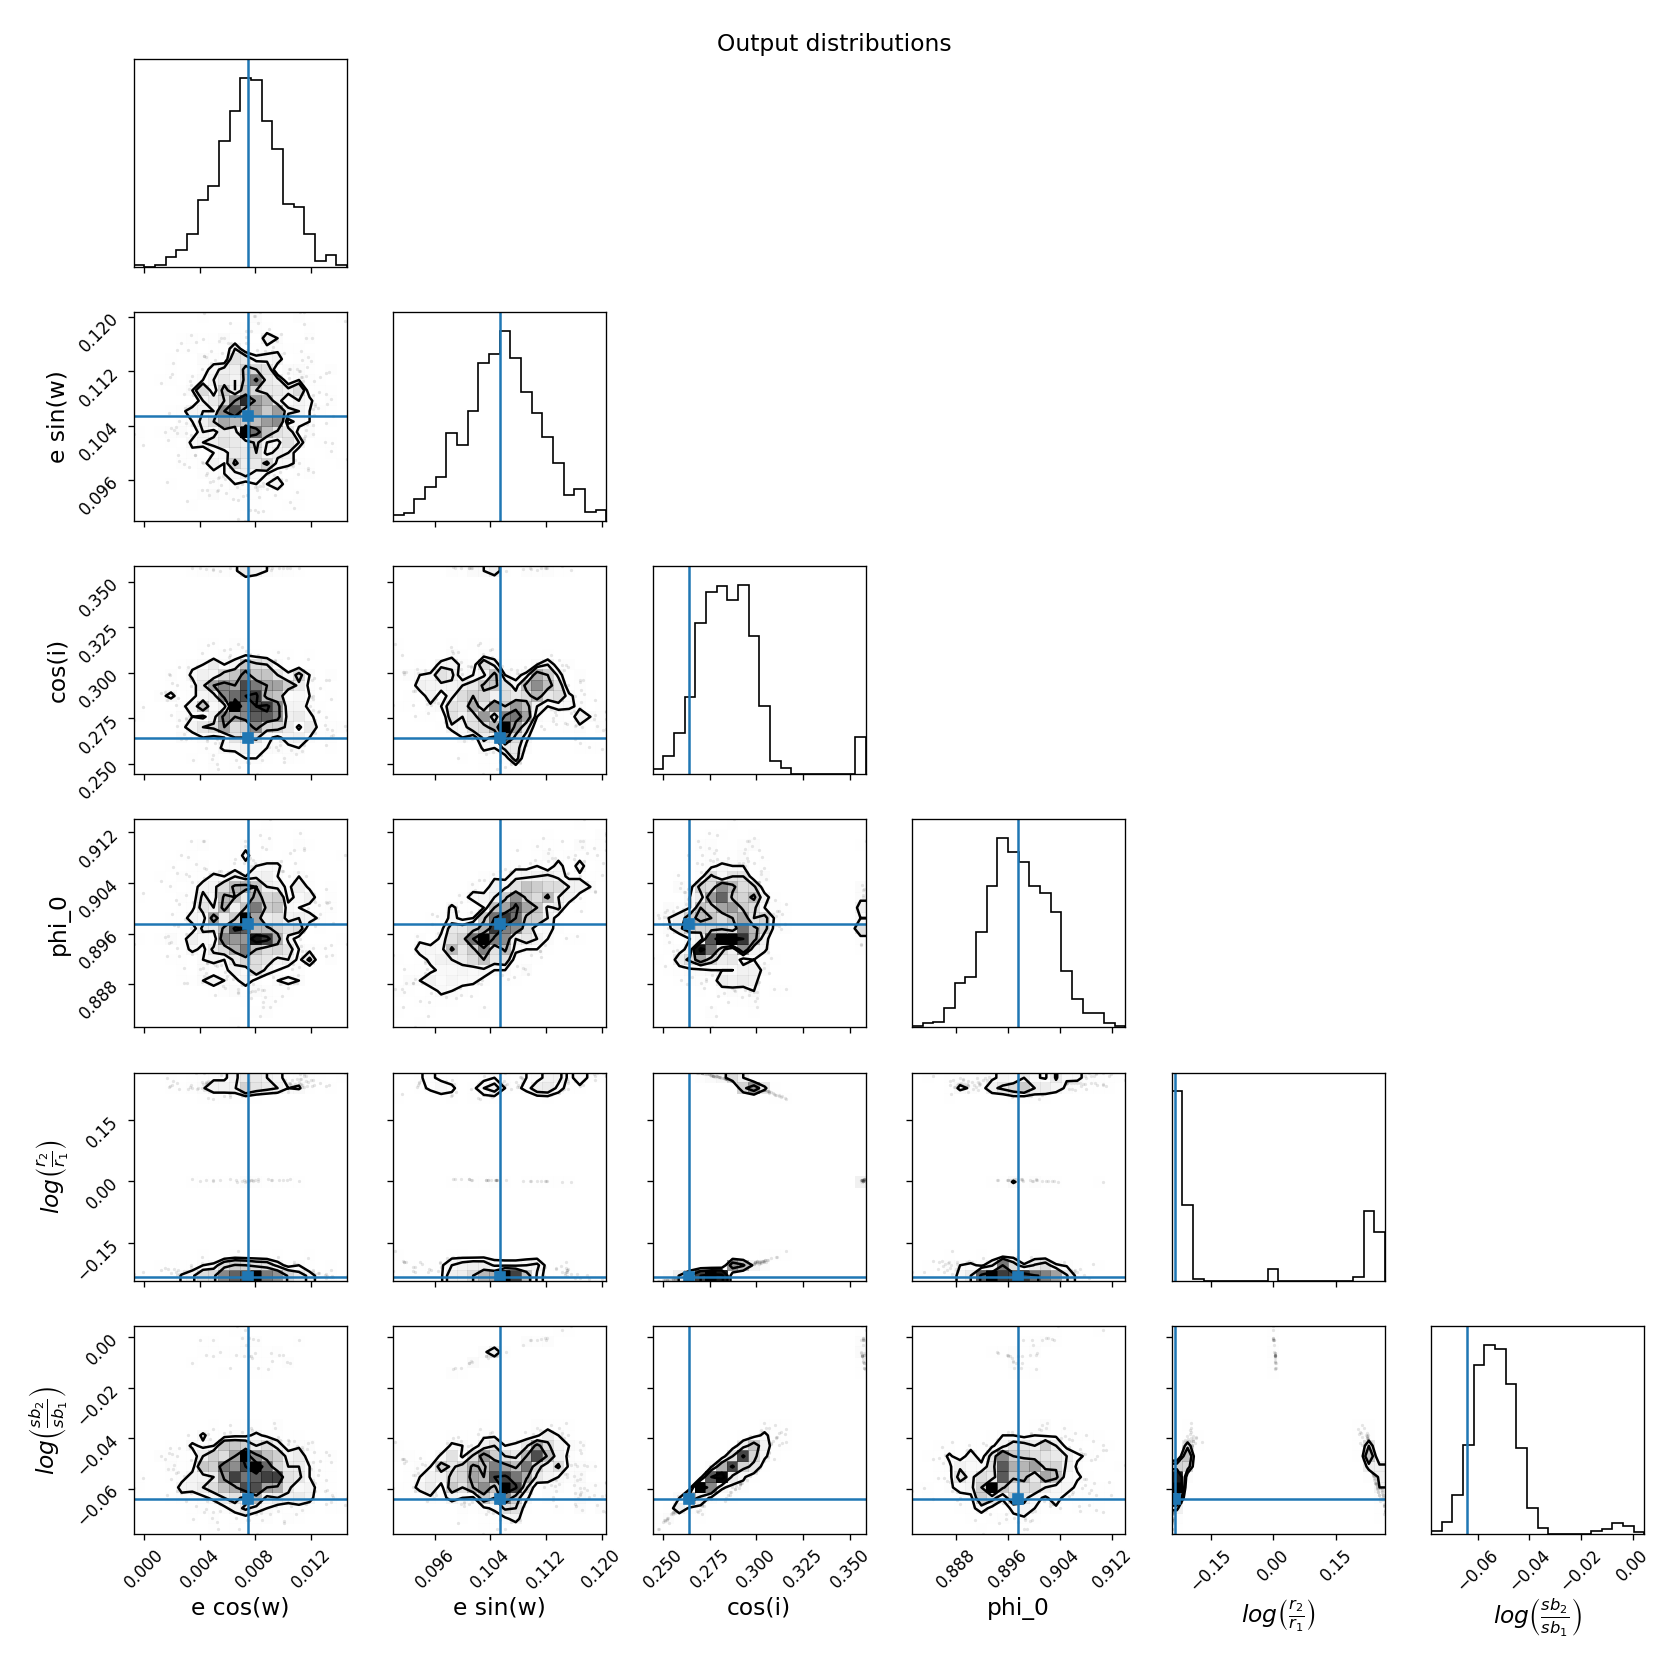 Output distributions
0.120
0.112
0.104
0.096
e sin(w)
0.350
0.325
0.300
0.275
0.250
cos(i)
0.912
0.904
0.896
0.888
phi_0
0.15
0.00
−0.15
log(r2/r1)
0.00
−0.02
−0.04
−0.06
log(sb2/sb1)
0.000 0.004 0.008 0.012
0.096 0.104 0.112 0.120
0.250 0.275 0.300 0.325 0.350
0.888 0.896 0.904 0.912
−0.15 0.00 0.15
−0.06 −0.04 −0.02 0.00
e cos(w) e sin(w) cos(i) phi_0 log(r2/r1) log(sb2/sb1)